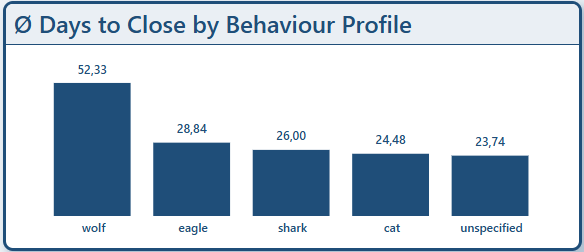 Ø Days to Close by Behaviour Profile
52,33
28,84
26,00
24,48
23,74
wolf
eagle
shark
cat
unspecified